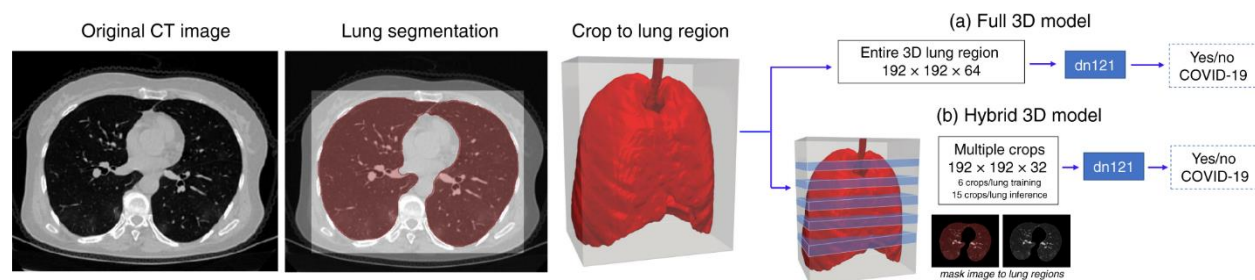 Original CT image
Lung segmentation
Crop to lung region
(a) Full 3D model
Entire 3D lung region
192 × 192 × 64
dn121
Yes/no
COVID-19
(b) Hybrid 3D model
Multiple crops
192 × 192 × 32
6 crops/lung training
15 crops/lung inference
dn121
Yes/no
COVID-19
mask image to lung regions